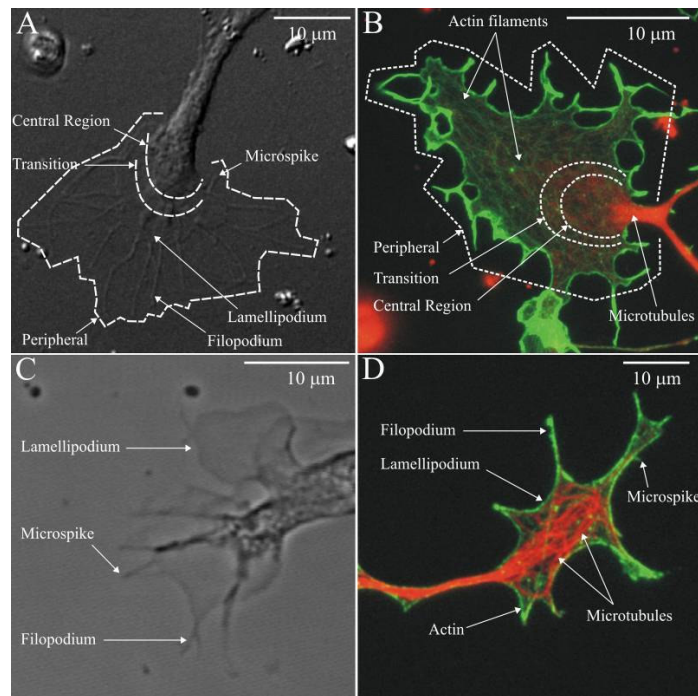 A
10 µm
Central Region
Transition
Microspike
Lamellipodium
Filopodium
Peripheral
B
Actin filaments
10 µm
Peripheral
Transition
Central Region
Microtubules
C
10 µm
Lamellipodium
Microspike
Filopodium
D
10 µm
Filopodium
Lamellipodium
Microspike
Microtubules
Actin